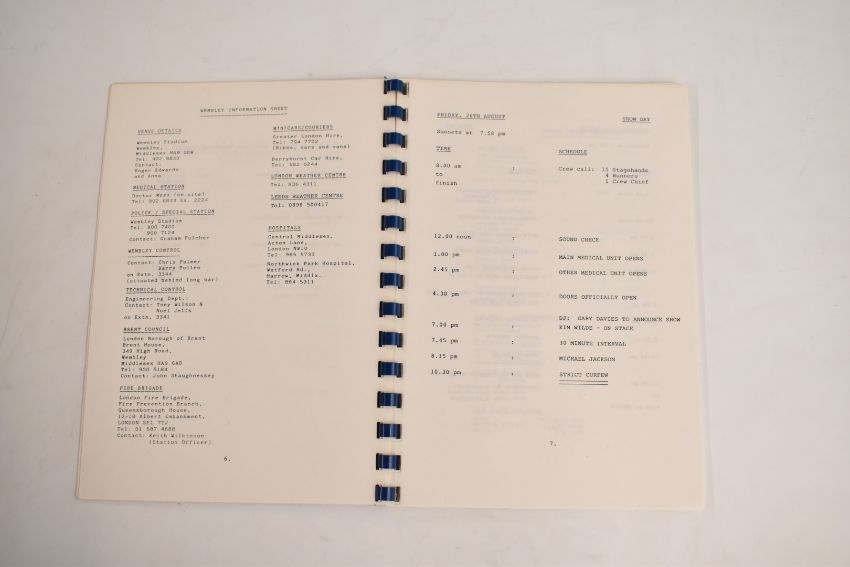 WEMBLEY INFORMATION SHEET
VENUE DETAILS
Wembley Stadium
Wembley,
Middlesex HA9 0DW
Tel: 902 8833
Contact:
Roger Edwards
and Anna
MEDICAL STATION
Doctor Mass (on site)
Tel: 902 8833 Ex. 2224
POLICE / SPECIAL STATION
Wembley Stadium
Tel: 900 7403
900 7124
Contact: Graham Fulcher
WEMBLEY CONTROL
Contact: Chris Palmer
Barry Pullen
on Extn. 3344
(situated behind long bar)
TECHNICAL CONTROL
Engineering Dept.:
Contact: Tony Wilson &
Noel Jeffs
on Extn. 3341
BRENT COUNCIL
London Borough of Brent
Brent House,
349 High Road,
Wembley
Middlesex HA9 6AD
Tel: 900 5184
Contact: John Shaughnessey
FIRE BRIGADE
London Fire Brigade,
Fire Prevention Branch,
Queensborough House,
12-18 Albert Embankment,
LONDON SE1 7TJ
Tel: 01 587 4688
Contact: Keith Wilkinson
(Station Officer)
MINICABS/COURIERS
Greater London Hire,
Tel: 794 7722
(Bikes, cars and vans)
Berryhurst Car Hire,
Tel: 582 0244
LONDON WEATHER CENTRE
Tel: 836 4311
LEEDS WEATHER CENTRE
Tel: 0898 500417
HOSPITALS
Central Middlesex,
Acton Lane,
London NW10
Tel: 965 5733
Northwick Park Hospital,
Watford Rd.,
Harrow, Middx.
Tel: 864 5311
6.
FRIDAY, 26TH AUGUST SHOW DAY
Sunsets at 7.58 pm
TIME SCHEDULE
8.00 am : Crew call: 15 Stagehands
to 4 Runners
finish 1 Crew Chief
12.00 noon : SOUND CHECK
1.00 pm : MAIN MEDICAL UNIT OPENS
2.45 pm : OTHER MEDICAL UNIT OPENS
4.30 pm : DOORS OFFICIALLY OPEN
DJ: GARY DAVIES TO ANNOUNCE SHOW
7.00 pm : KIM WILDE - ON STAGE
7.45 pm : 30 MINUTE INTERVAL
8.15 pm : MICHAEL JACKSON
10.30 pm : STRICT CURFEW
7.